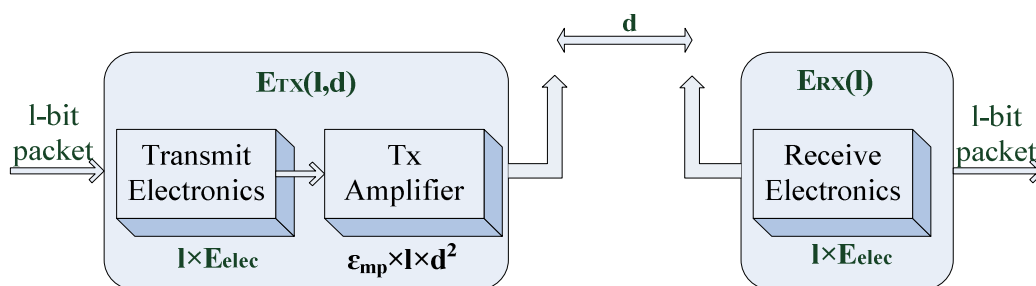 d
ETX(l,d)
ERX(l)
l-bit
packet
Transmit
Electronics
Tx
Amplifier
Receive
Electronics
l-bit
packet
l×Eelec
εmp×l×d²
l×Eelec